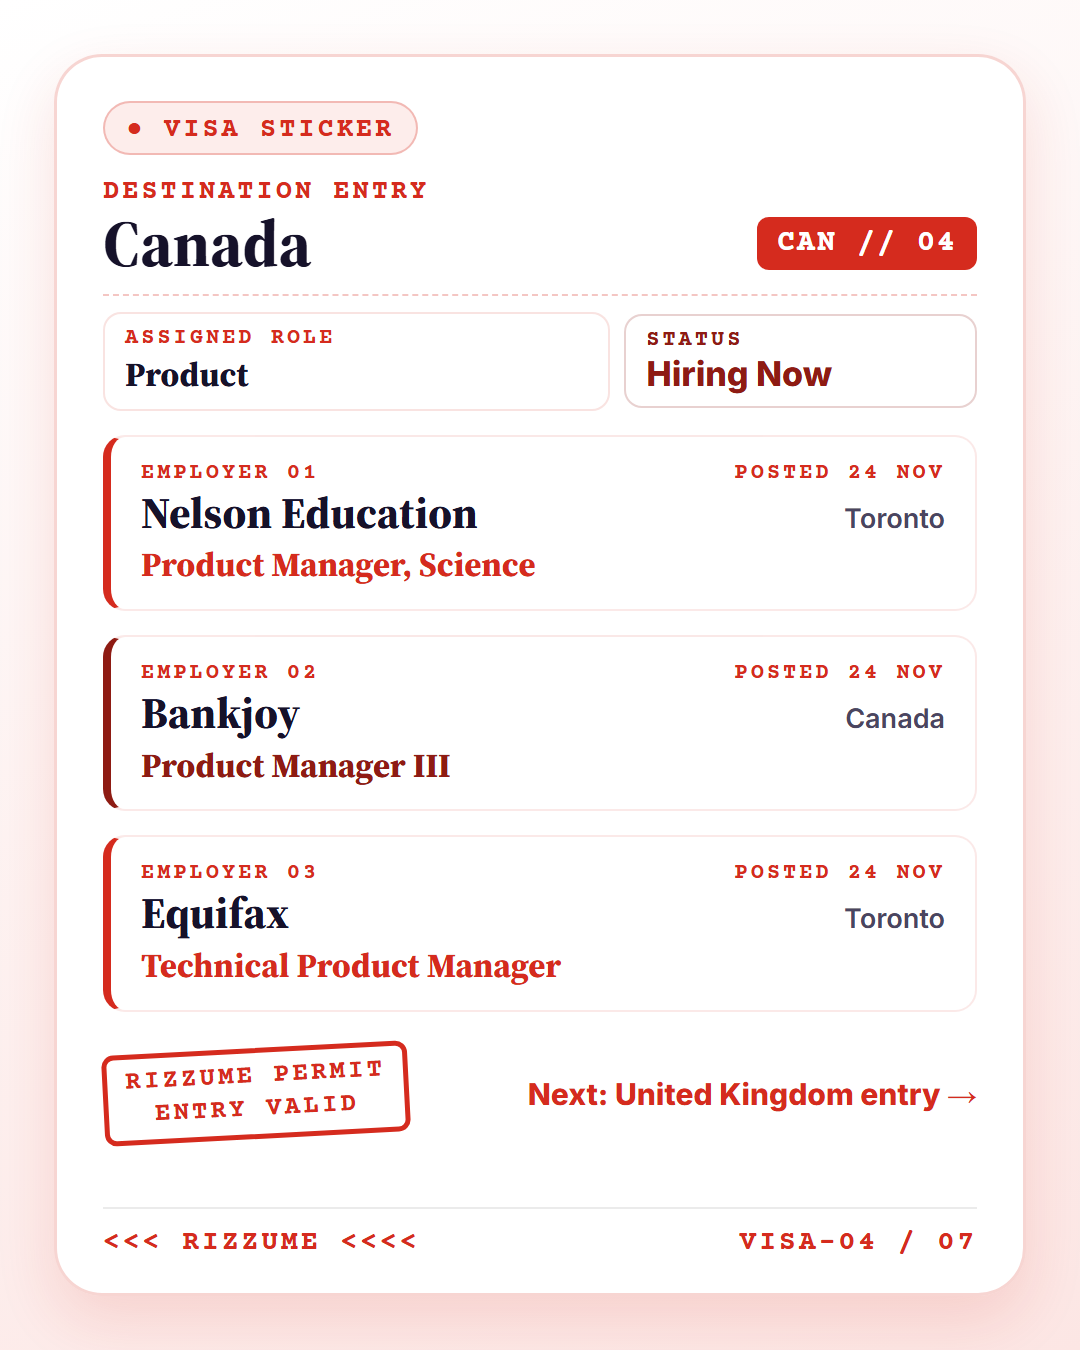 • VISA STICKER
DESTINATION ENTRY
Canada
CAN // 04
ASSIGNED ROLE
Product
STATUS
Hiring Now
EMPLOYER 01
POSTED 24 NOV
Nelson Education
Toronto
Product Manager, Science
EMPLOYER 02
POSTED 24 NOV
Bankjoy
Canada
Product Manager III
EMPLOYER 03
POSTED 24 NOV
Equifax
Toronto
Technical Product Manager
RIZZUME PERMIT
ENTRY VALID
Next: United Kingdom entry→
<<< RIZZUME <<<<
VISA-04 / 07